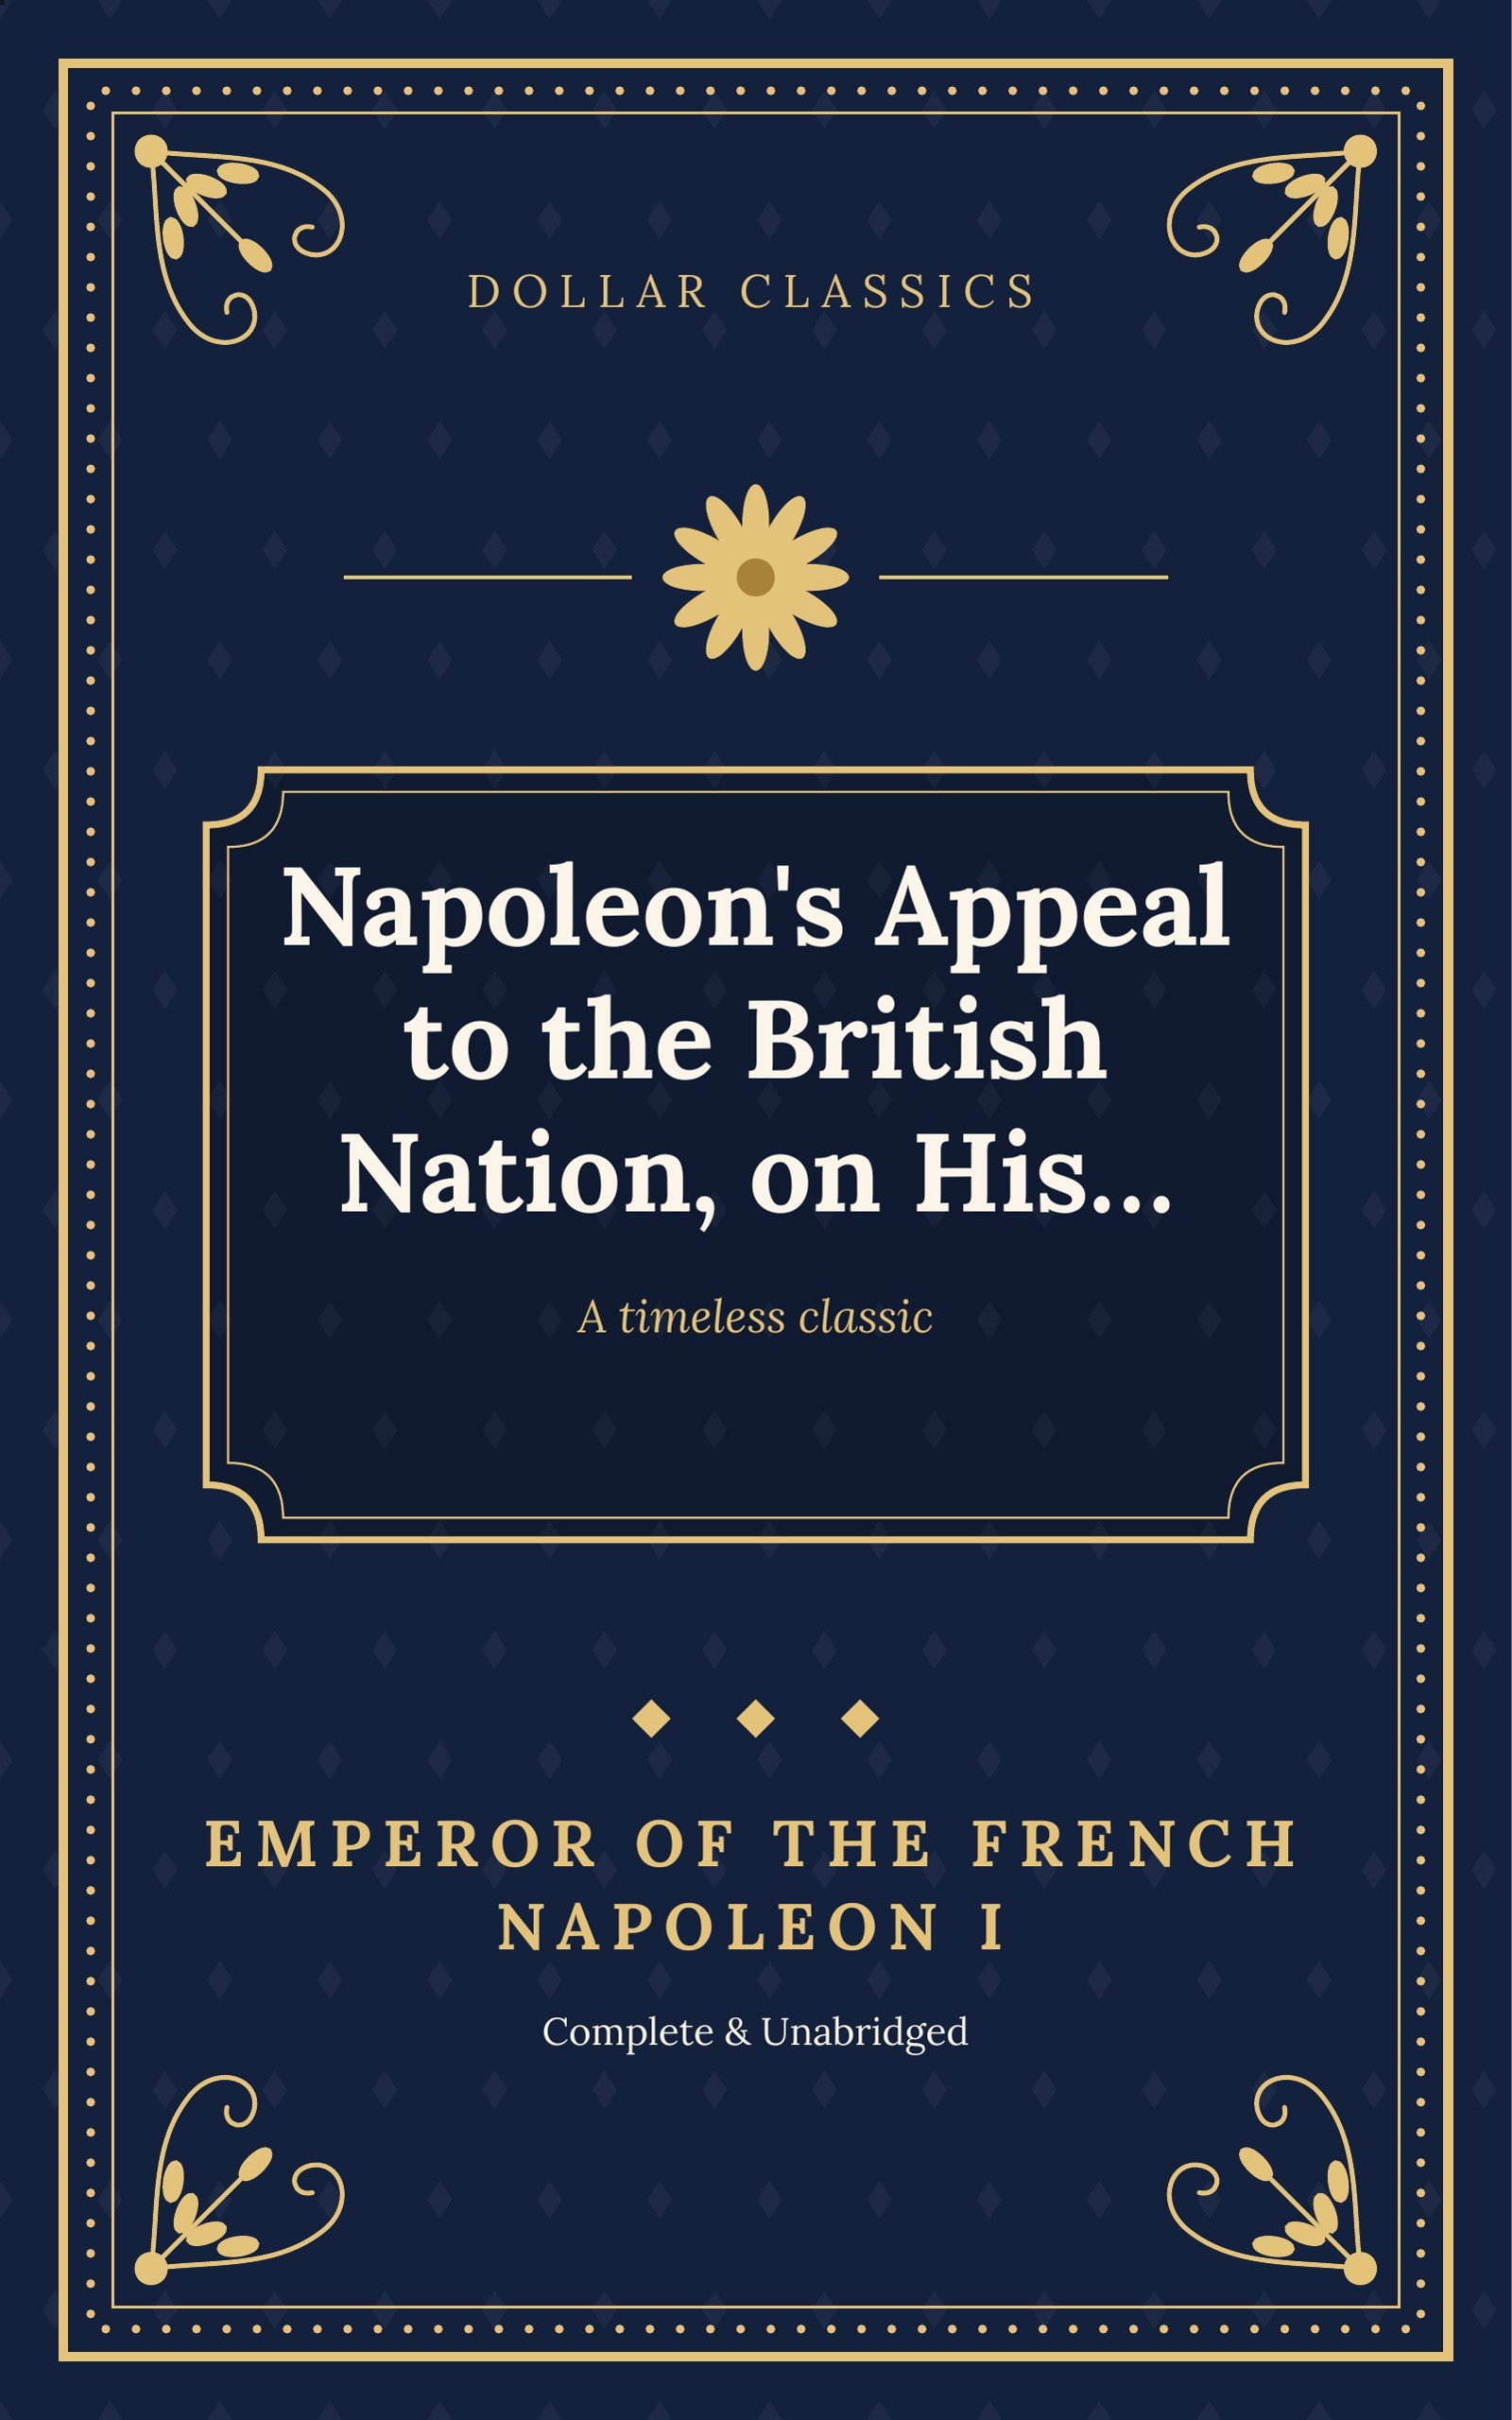 DOLLAR CLASSICS
Napoleon's Appeal
to the British
Nation, on His...
A timeless classic
EMPEROR OF THE FRENCH
NAPOLEON I
Complete & Unabridged